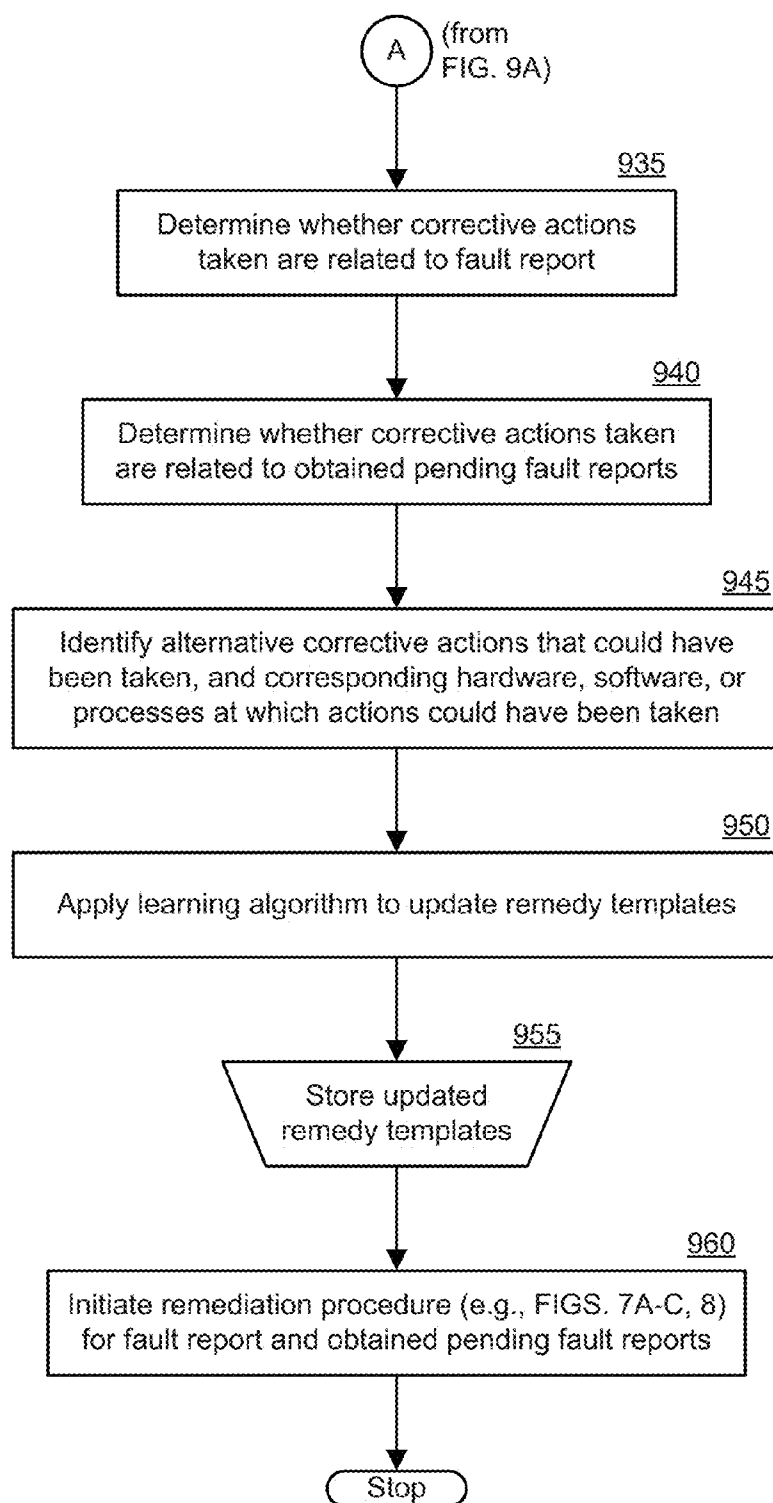 A
(from
FIG. 9A)
935
Determine whether corrective actions
taken are related to fault report
940
Determine whether corrective actions taken
are related to obtained pending fault reports
945
Identify alternative corrective actions that could have
been taken, and corresponding hardware, software, or
processes at which actions could have been taken
950
Apply learning algorithm to update remedy templates
955
Store updated
remedy templates
960
Initiate remediation procedure (e.g., FIGS. 7A-C, 8)
for fault report and obtained pending fault reports
Stop